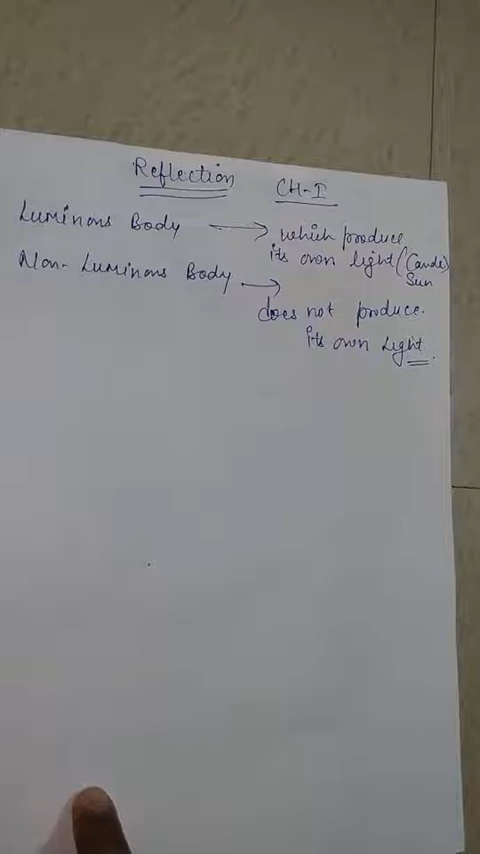 Reflection CH-I
Luminous Body → which produce
its own light (Candle)
Sun
Non-Luminous Body →
does not produce.
its own light.